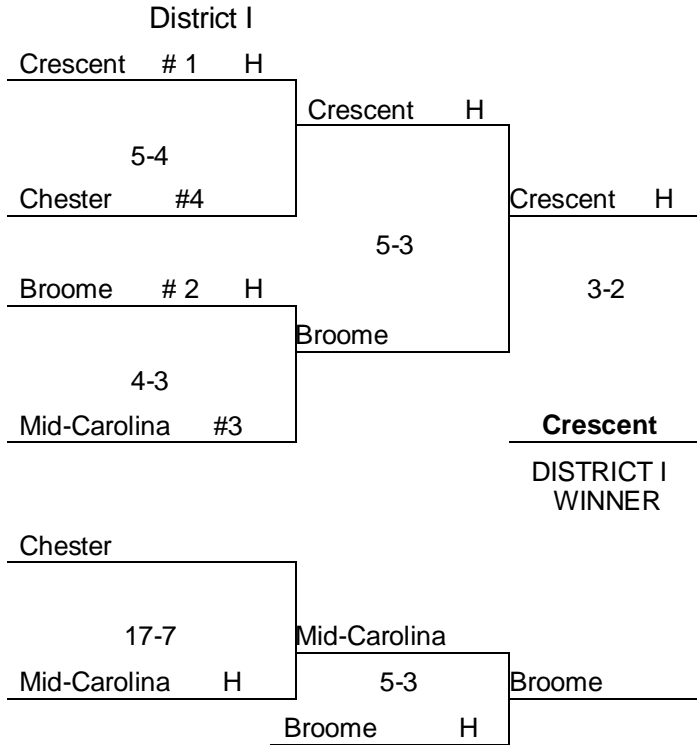 District I
Crescent # 1 H
Crescent H
5-4
Chester #4
Crescent H
5-3
Broome # 2 H
3-2
Broome
4-3
Mid-Carolina #3
Crescent
DISTRICT I
WINNER
Chester
17-7
Mid-Carolina
Mid-Carolina H
5-3
Broome
Broome H